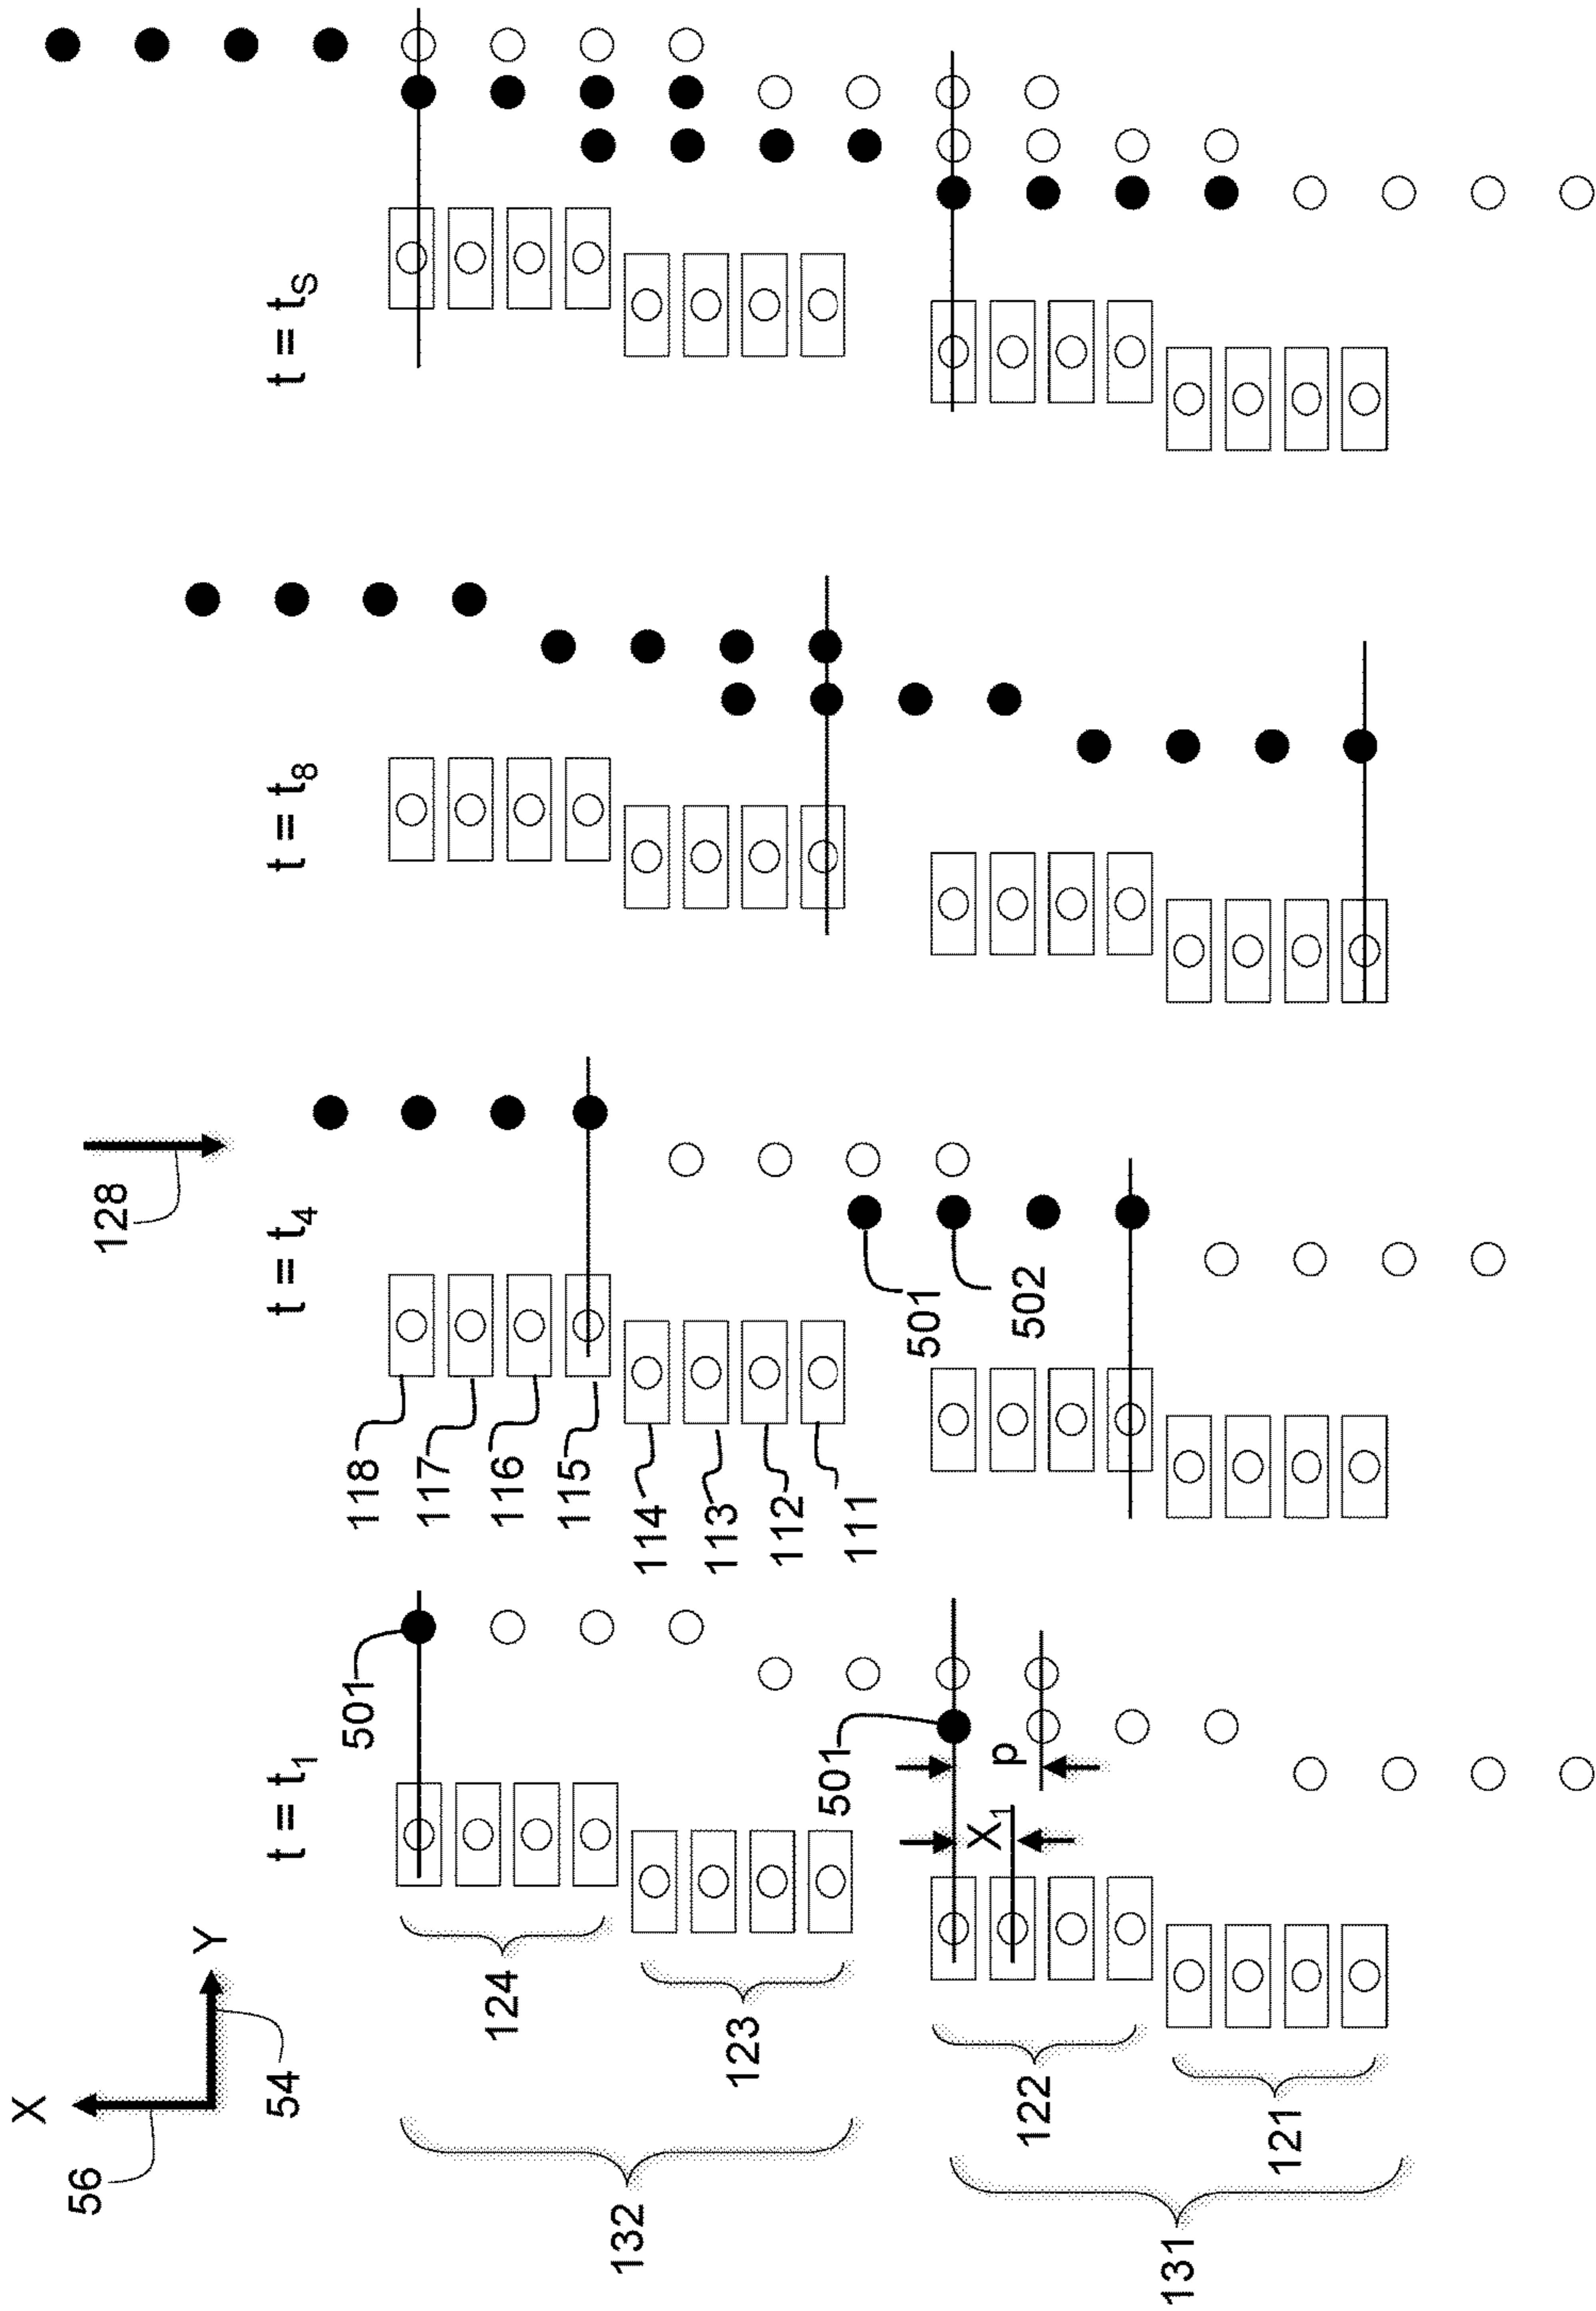 X
56
Y
54
t = t₁
501
124
132
123
501
p
X₁
122
121
131
128
t = t₄
118
117
116
115
114
113
112
111
501
502
t = t₈
t = tₛ